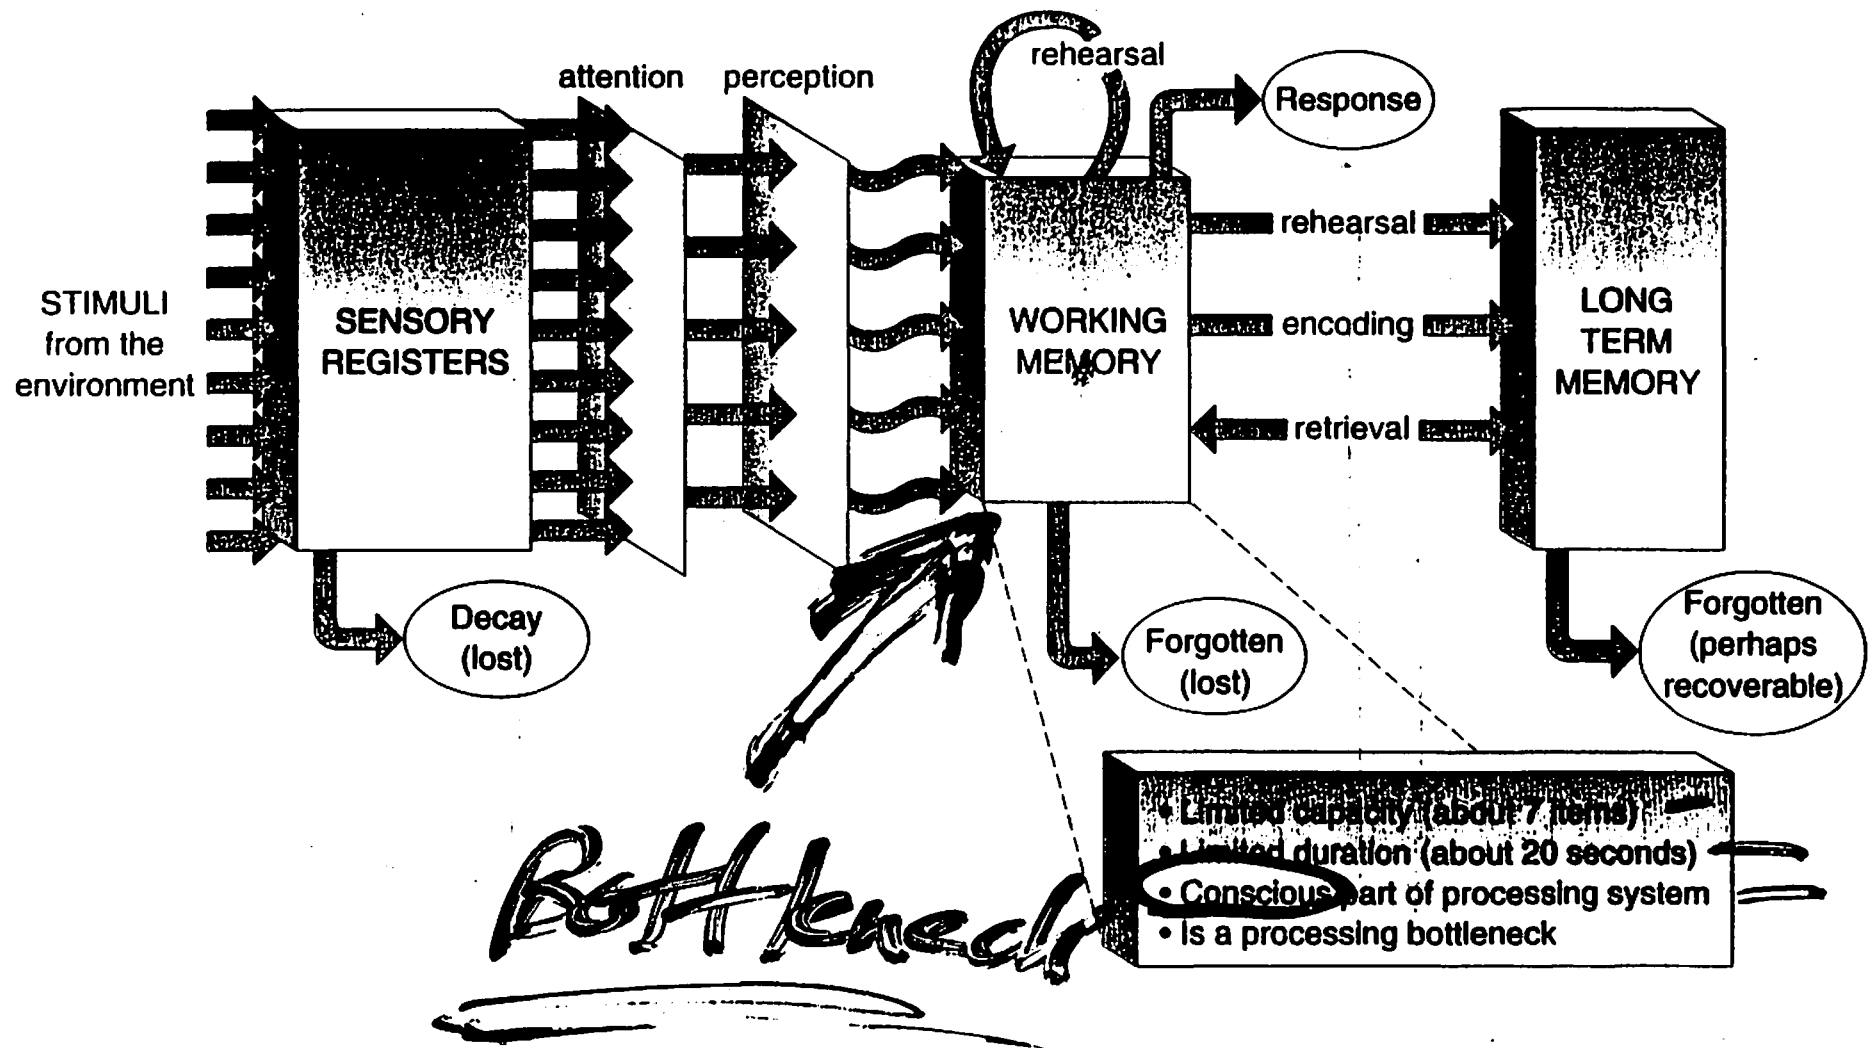 attention
perception
rehearsal
Response
STIMULI
from the
environment
SENSORY
REGISTERS
WORKING
MEMORY
rehearsal
encoding
retrieval
LONG
TERM
MEMORY
Decay
(lost)
Forgotten
(lost)
Forgotten
(perhaps
recoverable)
• Limited capacity (about 7 items)
• Limited duration (about 20 seconds)
• Conscious part of processing system
• Is a processing bottleneck
Bottleneck